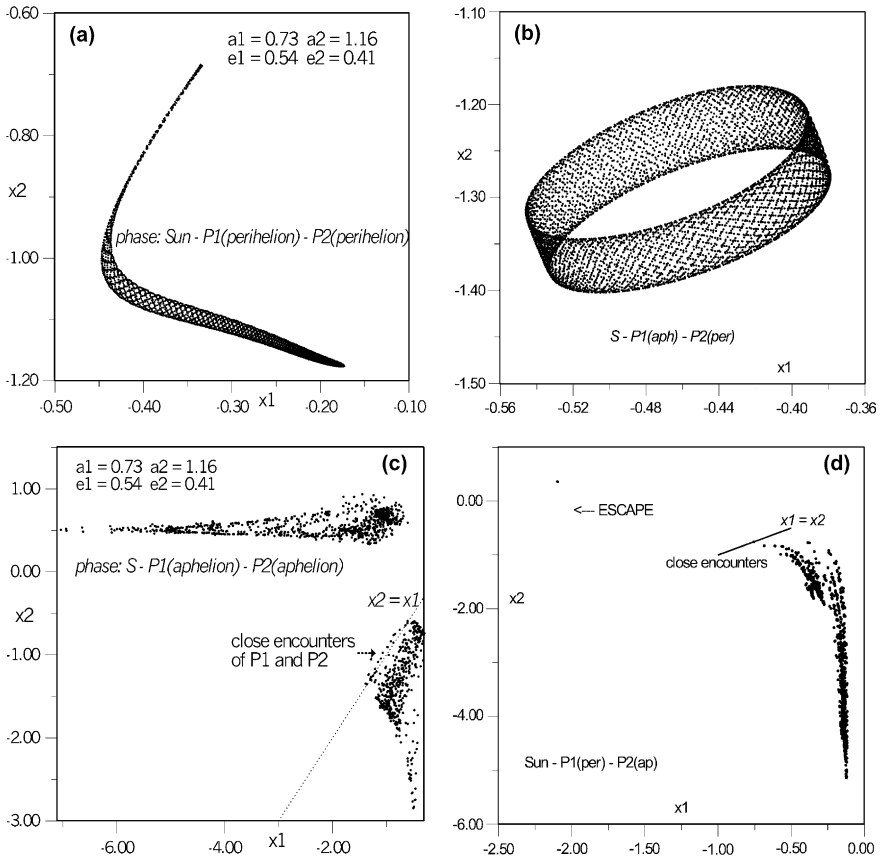 (a)
a1 = 0.73 a2 = 1.16
e1 = 0.54 e2 = 0.41
phase: Sun - P1(perihelion) - P2(perihelion)
x2
-0.60
-0.80
-1.00
-1.20
-0.50
-0.40
-0.30
-0.20
-0.10
x1
(b)
x2
-1.10
-1.20
-1.30
-1.40
-1.50
S - P1(aph) - P2(per)
x1
-0.56
-0.52
-0.48
-0.44
-0.40
-0.36
(c)
a1 = 0.73 a2 = 1.16
e1 = 0.54 e2 = 0.41
phase: S - P1(aphelion) - P2(aphelion)
x2 = x1
close encounters
of P1 and P2
x2
1.00
0.00
-1.00
-2.00
-3.00
-6.00
-4.00
-2.00
x1
(d)
<-- ESCAPE
x1 = x2
close encounters
x2
0.00
-2.00
-4.00
-6.00
Sun - P1(per) - P2(ap)
x1
-2.50
-2.00
-1.50
-1.00
-0.50
0.00